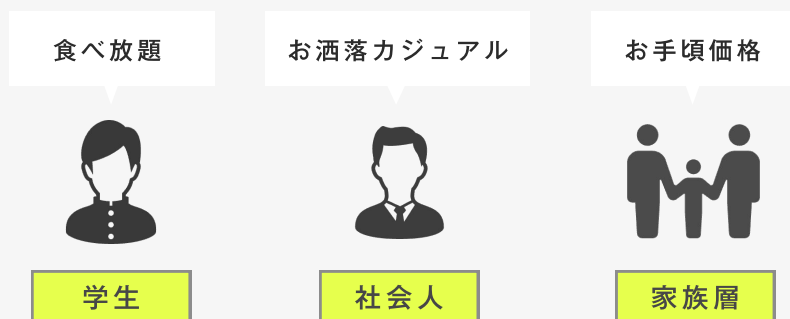 食べ放題
お洒落カジュアル
お手頃価格
学生
社会人
家族層